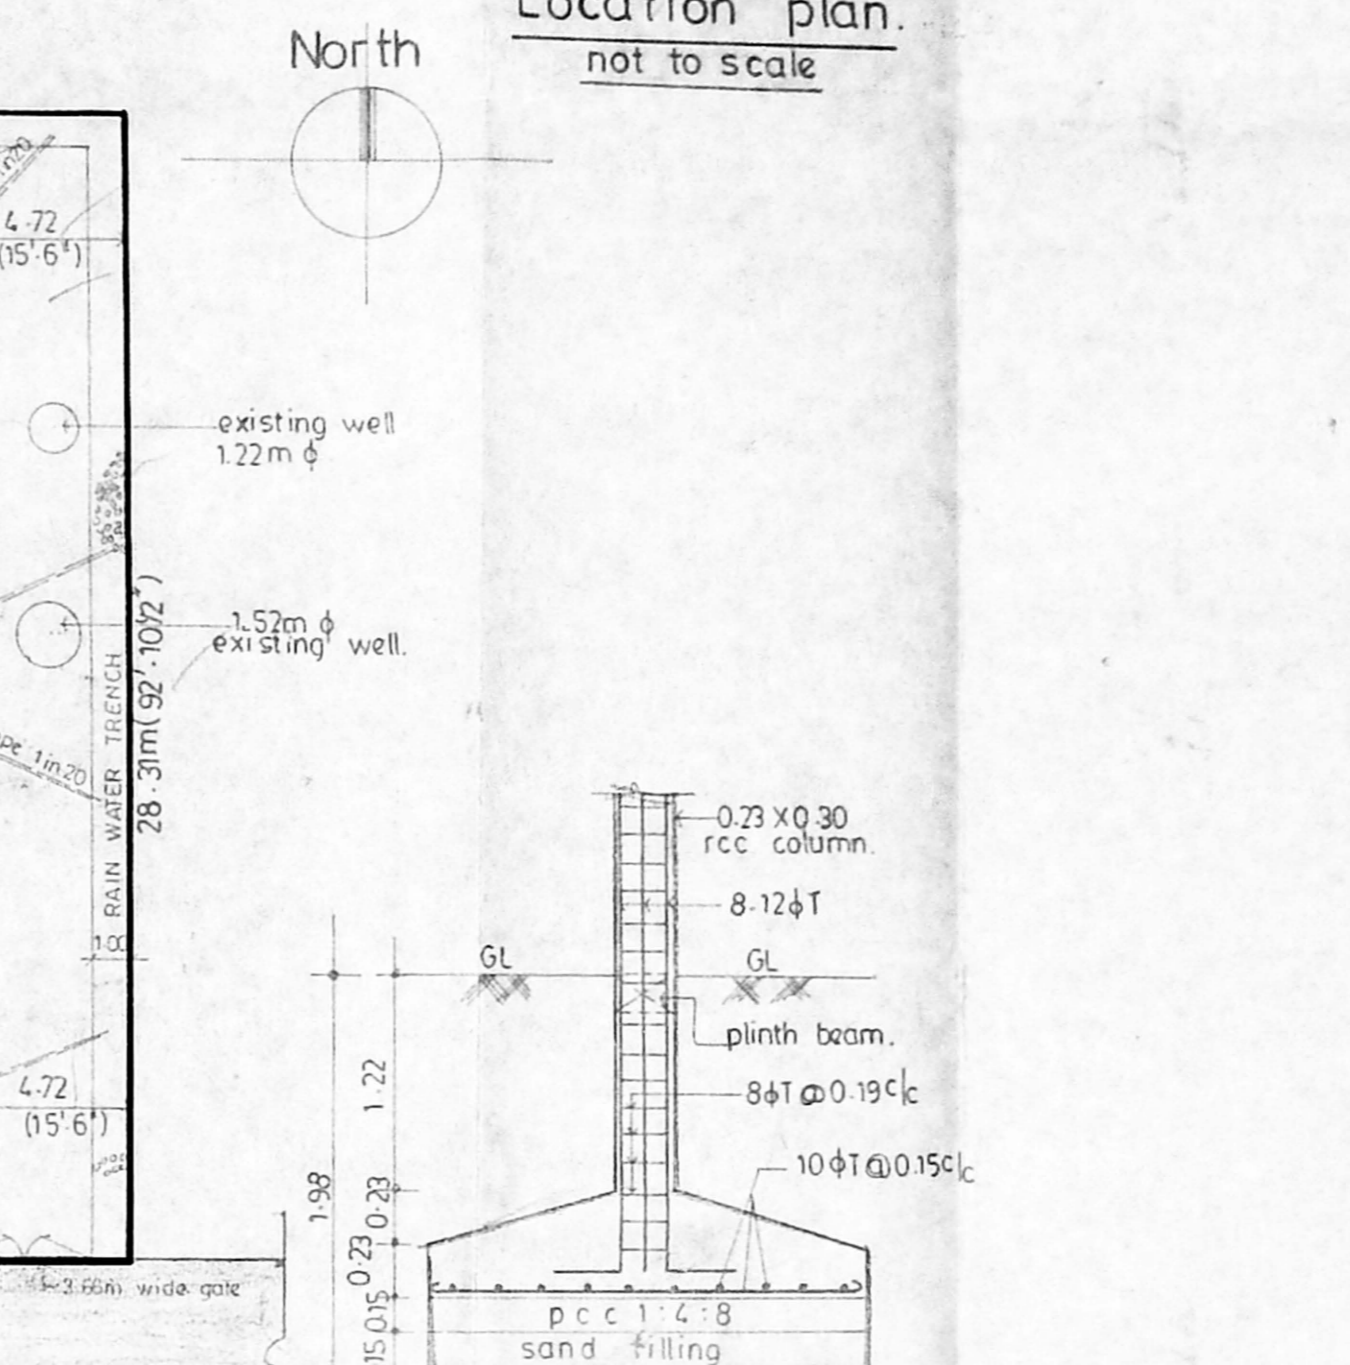 Location plan.
not to scale
North
in20
4.72
(15'.6")
existing well
1.22m ϕ
1.52m ϕ
existing well.
28.31m(92'.10½")
RAIN WATER TRENCH
1 in 20
1.00
4.72
(15'.6")
3.66m wide gate
0.23 X 0.30
rcc column.
8-12ϕT
GL
GL
plinth beam.
8ϕT @ 0.19 c/c
10ϕT @ 0.15 c/c
1.98
1.22
0.23
0.23
0.15
15
pcc 1:4:8
sand filling